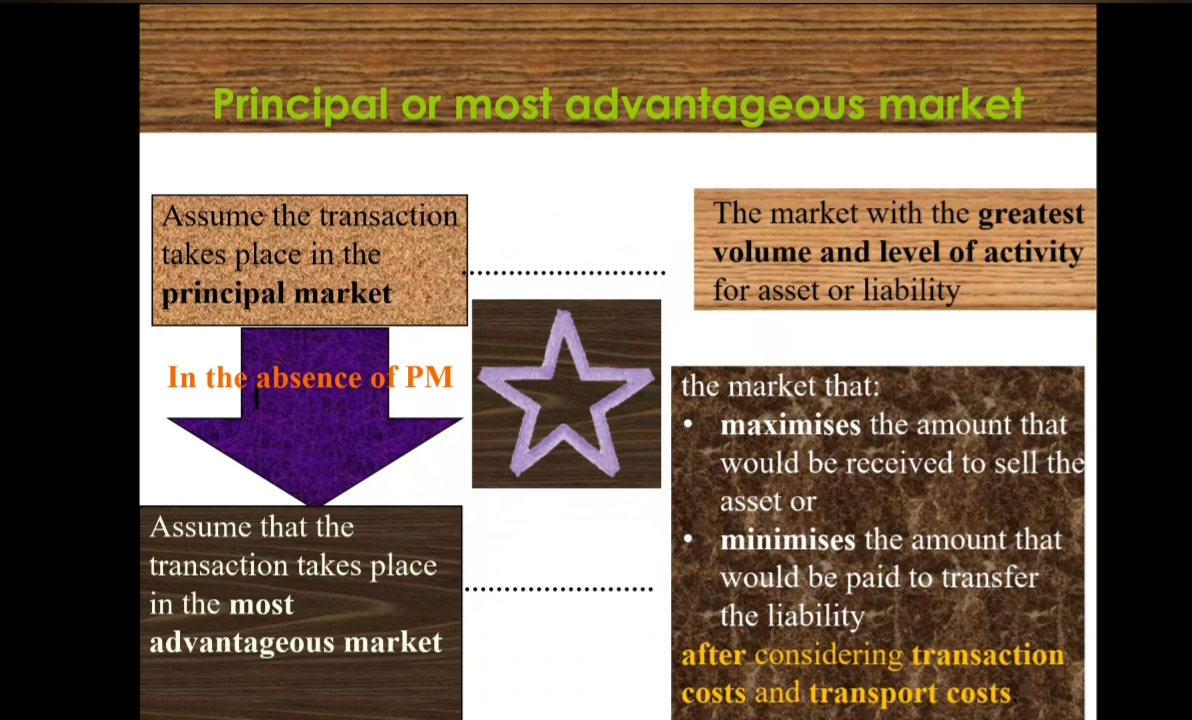 Principal or most advantageous market
Assume the transaction
takes place in the
principal market
The market with the greatest
volume and level of activity
for asset or liability
In the absence of PM
Assume that the
transaction takes place
in the most
advantageous market
the market that:
• maximises the amount that
would be received to sell the
asset or
• minimises the amount that
would be paid to transfer
the liability
after considering transaction
costs and transport costs